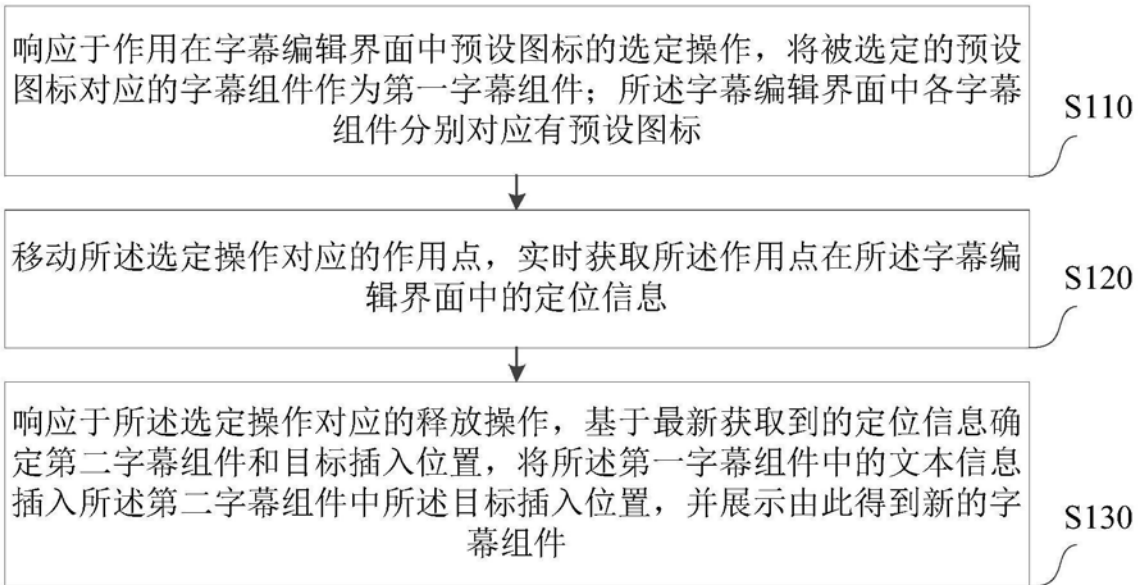 响应于作用在字幕编辑界面中预设图标的选定操作，将被选定的预设
图标对应的字幕组件作为第一字幕组件；所述字幕编辑界面中各字幕
组件分别对应有预设图标
S110
移动所述选定操作对应的作用点，实时获取所述作用点在所述字幕编
辑界面中的定位信息
S120
响应于所述选定操作对应的释放操作，基于最新获取到的定位信息确
定第二字幕组件和目标插入位置，将所述第一字幕组件中的文本信息
插入所述第二字幕组件中所述目标插入位置，并展示由此得到新的字
幕组件
S130